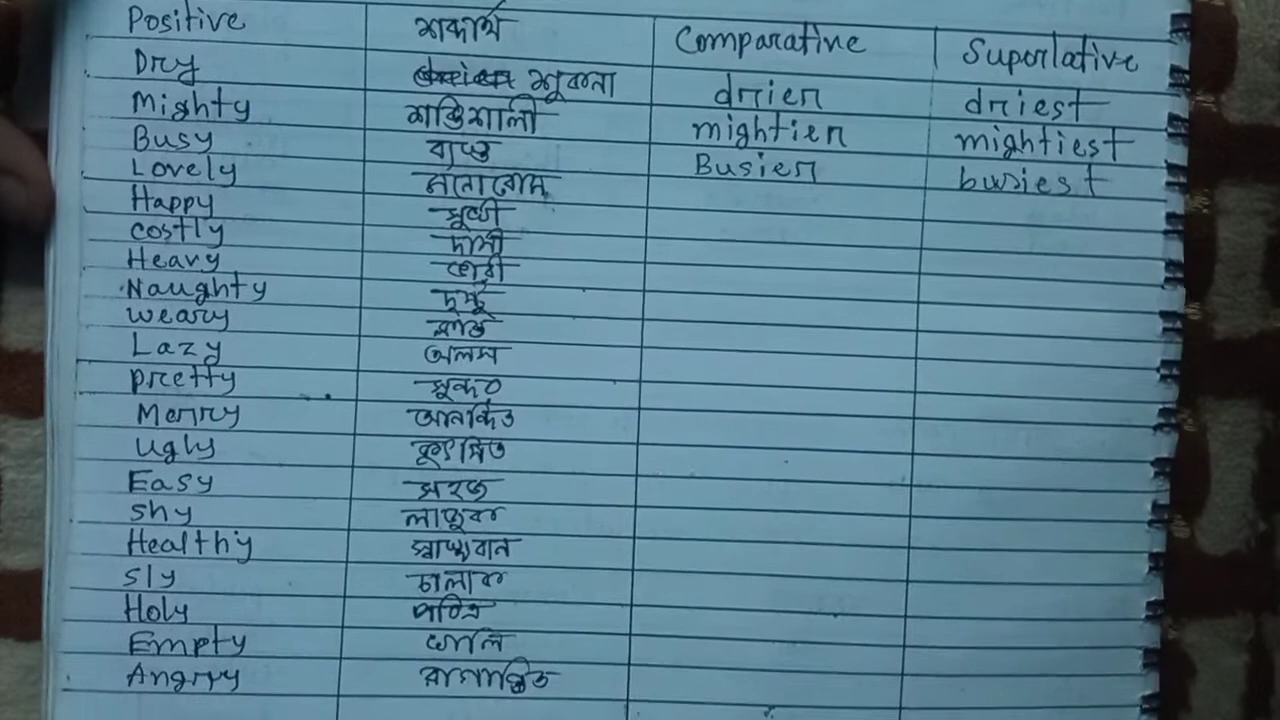 Positive শব্দার্থ Comparative Superlative
Dry শুকনা drier driest
Mighty শক্তিশালী mightier mightiest
Busy ব্যস্ত Busier busiest
Lovely
Happy সুখী
costly দামী
Heavy ভারী
Naughty দুষ্টু
weary ক্লান্ত
Lazy অলস
pretty সুন্দর
Merry আনন্দিত
ugly কুৎসিত
Easy সহজ
shy লাজুক
Healthy স্বাস্থ্যবান
sly চালাক
Holy পবিত্র
Empty খালি
Angry রাগান্বিত